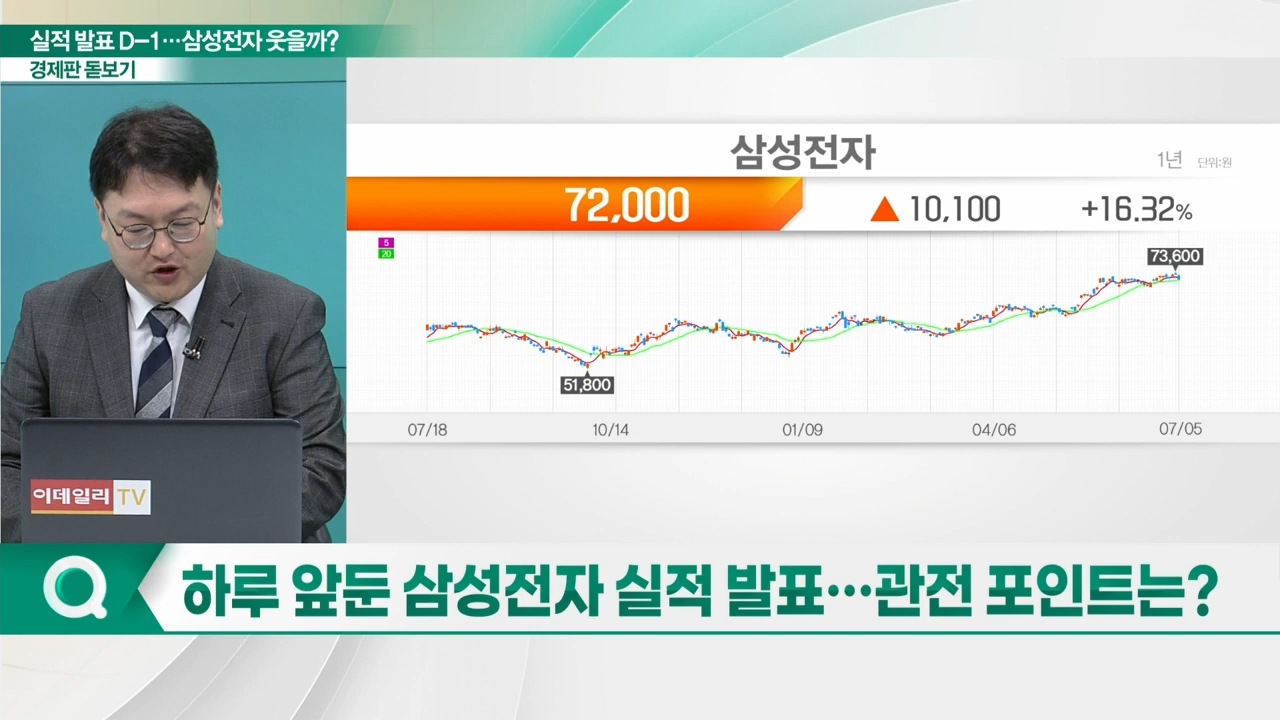 실적 발표 D-1…삼성전자 웃을까?
경제판 돋보기
삼성전자
1년 단위:원
72,000 ▲ 10,100 +16.32%
5
20
73,600
51,800
07/18 10/14 01/09 04/06 07/05
이데일리 TV
Q 하루 앞둔 삼성전자 실적 발표…관전 포인트는?